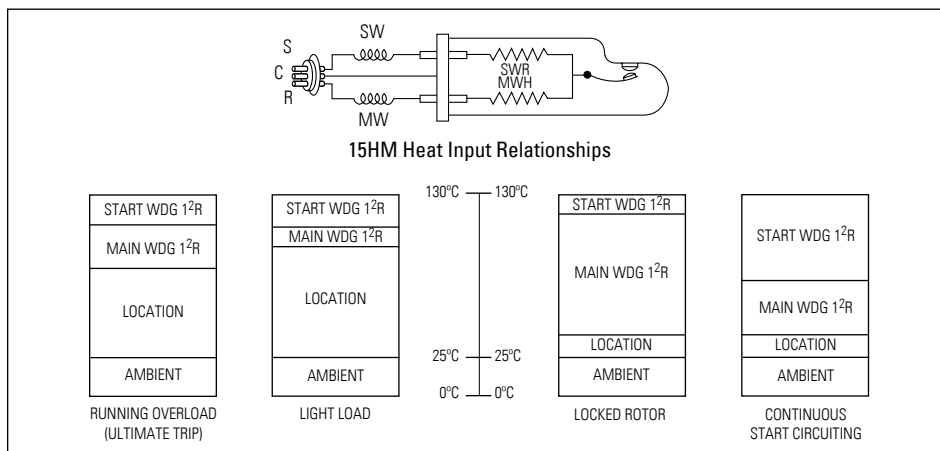 S
C
R
SW
MW
SWR
MWH
15HM Heat Input Relationships
START WDG 1²R
MAIN WDG 1²R
LOCATION
AMBIENT
RUNNING OVERLOAD
(ULTIMATE TRIP)
START WDG 1²R
MAIN WDG 1²R
LOCATION
AMBIENT
LIGHT LOAD
130ºC 130ºC
25ºC 25ºC
0ºC 0ºC
START WDG 1²R
MAIN WDG 1²R
LOCATION
AMBIENT
LOCKED ROTOR
START WDG 1²R
MAIN WDG 1²R
LOCATION
AMBIENT
CONTINUOUS
START CIRCUITING